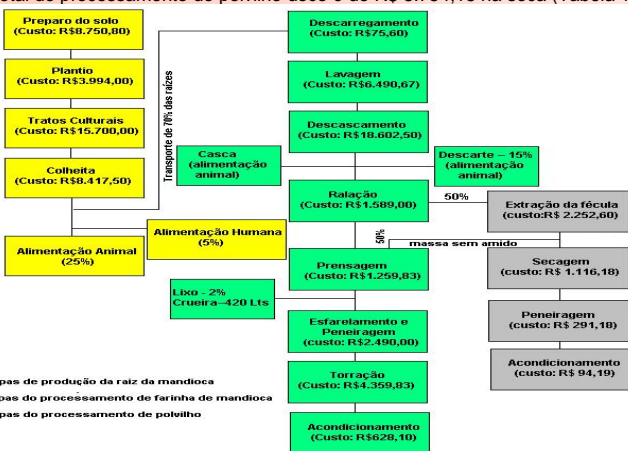 Preparo do solo
(Custo: R$8.750,80)
Plantio
(Custo: R$3.994,00)
Tratos Culturais
(Custo: R$15.700,00)
Colheita
(Custo: R$8.417,50)
Alimentação Animal
(25%)
Alimentação Humana
(5%)
Transporte de 70% das raízes
Descarregamento
(Custo: R$75,60)
Lavagem
(Custo: R$6.490,67)
Descascamento
(Custo: R$18.602,50)
Casca
(alimentação
animal)
Descarte – 15%
(alimentação
animal)
Ralação
(Custo: R$1.589,00)
50%
50%
massa sem amido
Prensagem
(Custo: R$1.259,83)
Lixo - 2%
Crueira–420 Lts
Esfarelamento e
Peneiragem
(Custo: R$2.490,00)
Torração
(Custo: R$4.359,83)
Acondicionamento
(Custo: R$628,10)
Extração da fécula
(custo:R$ 2.252,60)
Secagem
(custo: R$ 1.116,18)
Peneiragem
(custo: R$ 291,18)
Acondicionamento
(custo: R$ 94,19)
pas de produção da raiz da mandioca
pas do processamento de farinha de mandioca
pas do processamento de polvilho